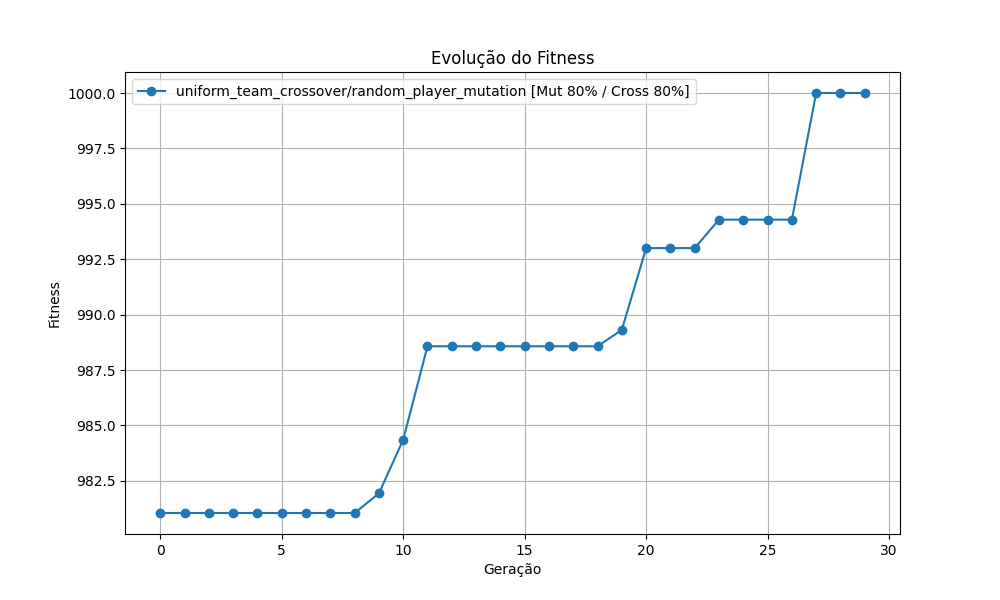 Evolução do Fitness
uniform_team_crossover/random_player_mutation [Mut 80% / Cross 80%]
1000.0
997.5
995.0
992.5
990.0
987.5
985.0
982.5
Fitness
0 5 10 15 20 25 30
Geração